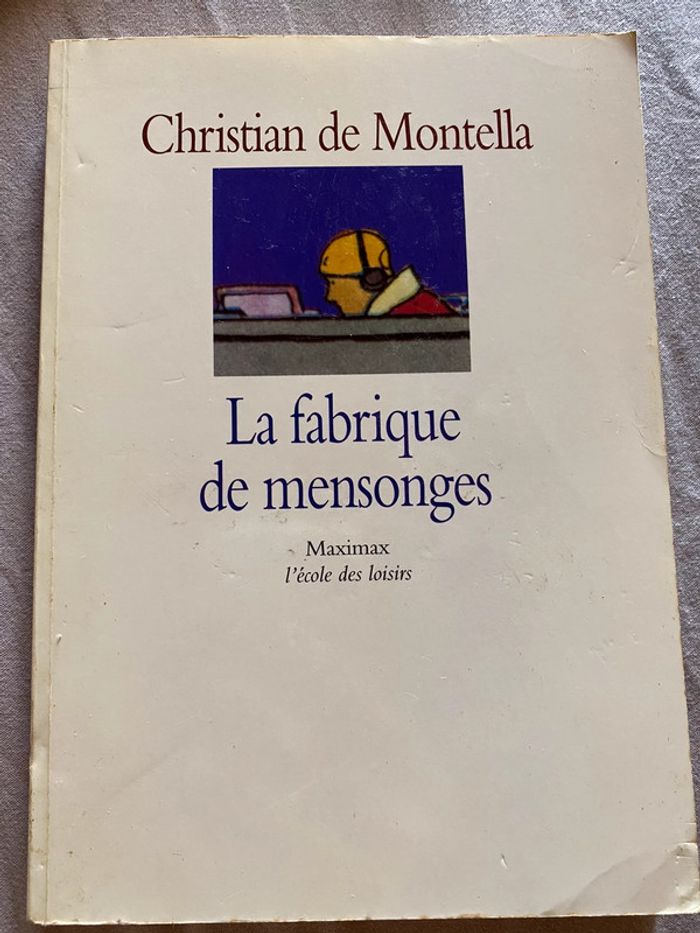 Christian de Montella
La fabrique
de mensonges
Maximax
l'école des loisirs